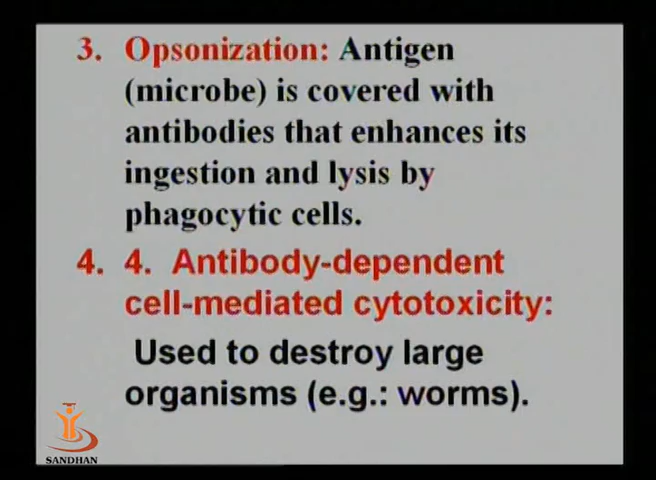 3. Opsonization: Antigen
(microbe) is covered with
antibodies that enhances its
ingestion and lysis by
phagocytic cells.
4. 4. Antibody-dependent
cell-mediated cytotoxicity:
Used to destroy large
organisms (e.g.: worms).
SANDHAN